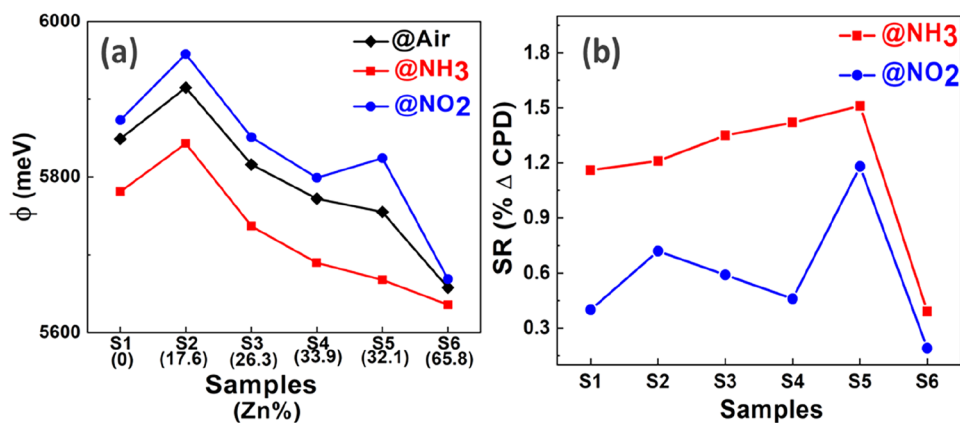 (a)
@Air
@NH3
@NO2
6000
5800
5600
ϕ (meV)
S1 S2 S3 S4 S5 S6
(0) (17.6) (26.3) (33.9) (32.1) (65.8)
Samples
(Zn%)
(b)
@NH3
@NO2
1.8
1.5
1.2
0.9
0.6
0.3
SR (% Δ CPD)
S1 S2 S3 S4 S5 S6
Samples